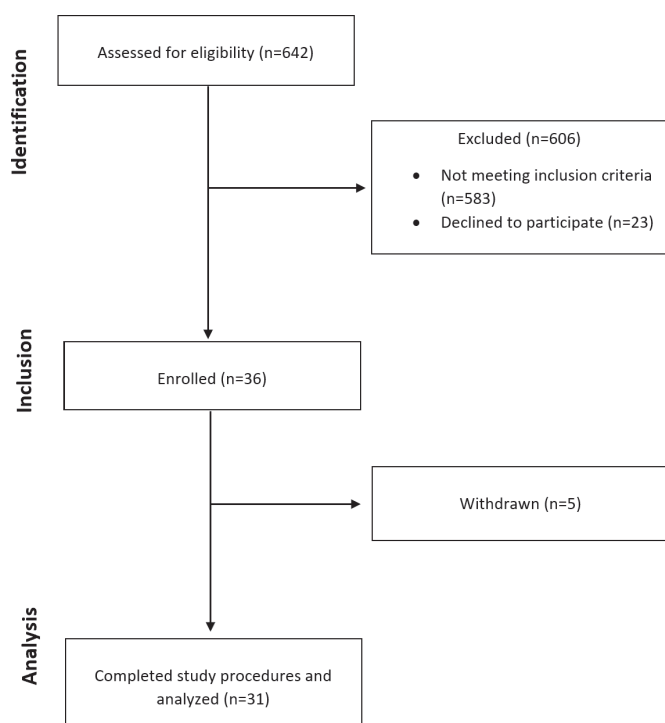 Identification
Assessed for eligibility (n=642)
Excluded (n=606)
• Not meeting inclusion criteria
(n=583)
• Declined to participate (n=23)
Inclusion
Enrolled (n=36)
Withdrawn (n=5)
Analysis
Completed study procedures and
analyzed (n=31)